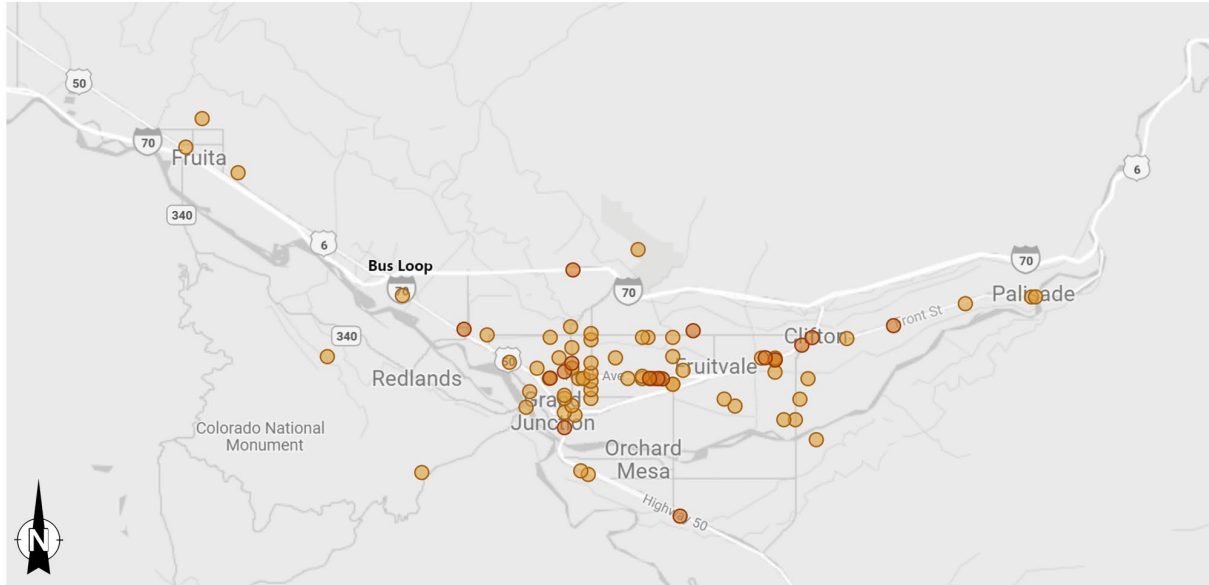 50
70
Fruita
340
6
6
Bus Loop
70
70
70
Palisade
Front St
340
Clifton
50
Fruitvale
Ave
Redlands
Grand
Junction
Colorado National
Monument
Orchard
Mesa
Highway 50
N